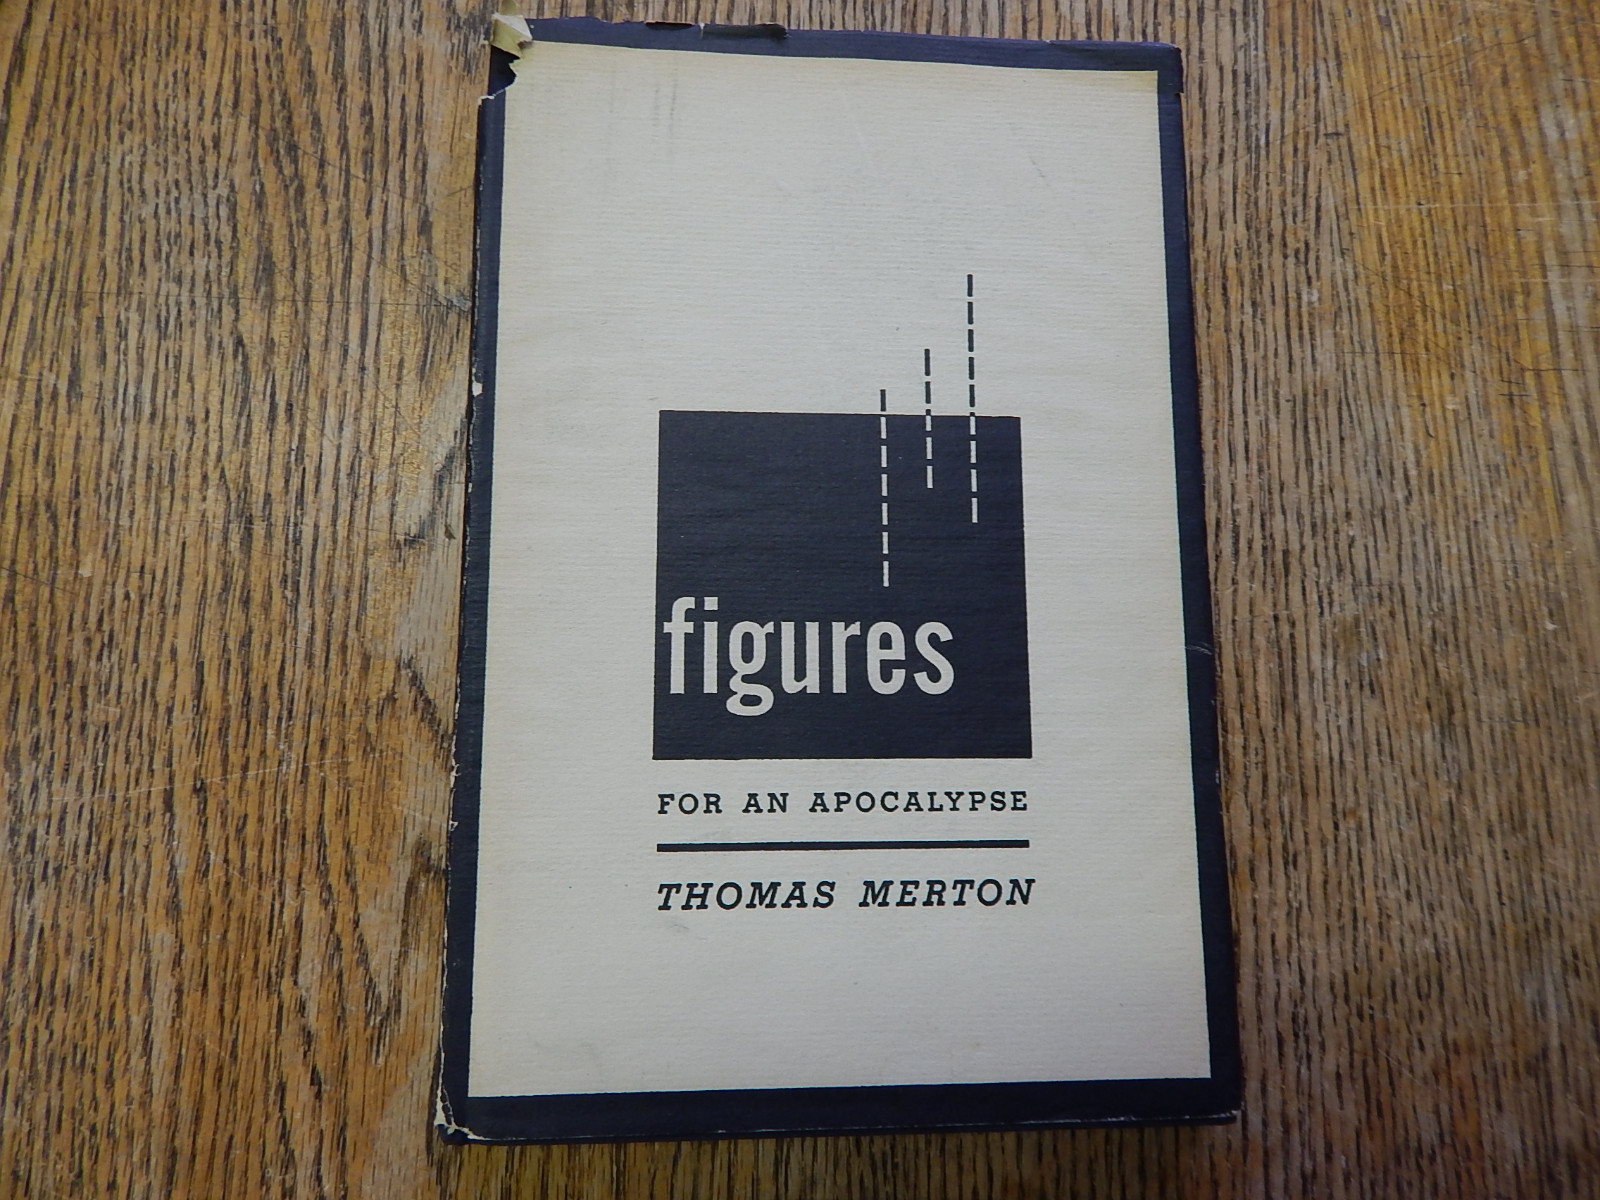 figures
FOR AN APOCALYPSE
THOMAS MERTON